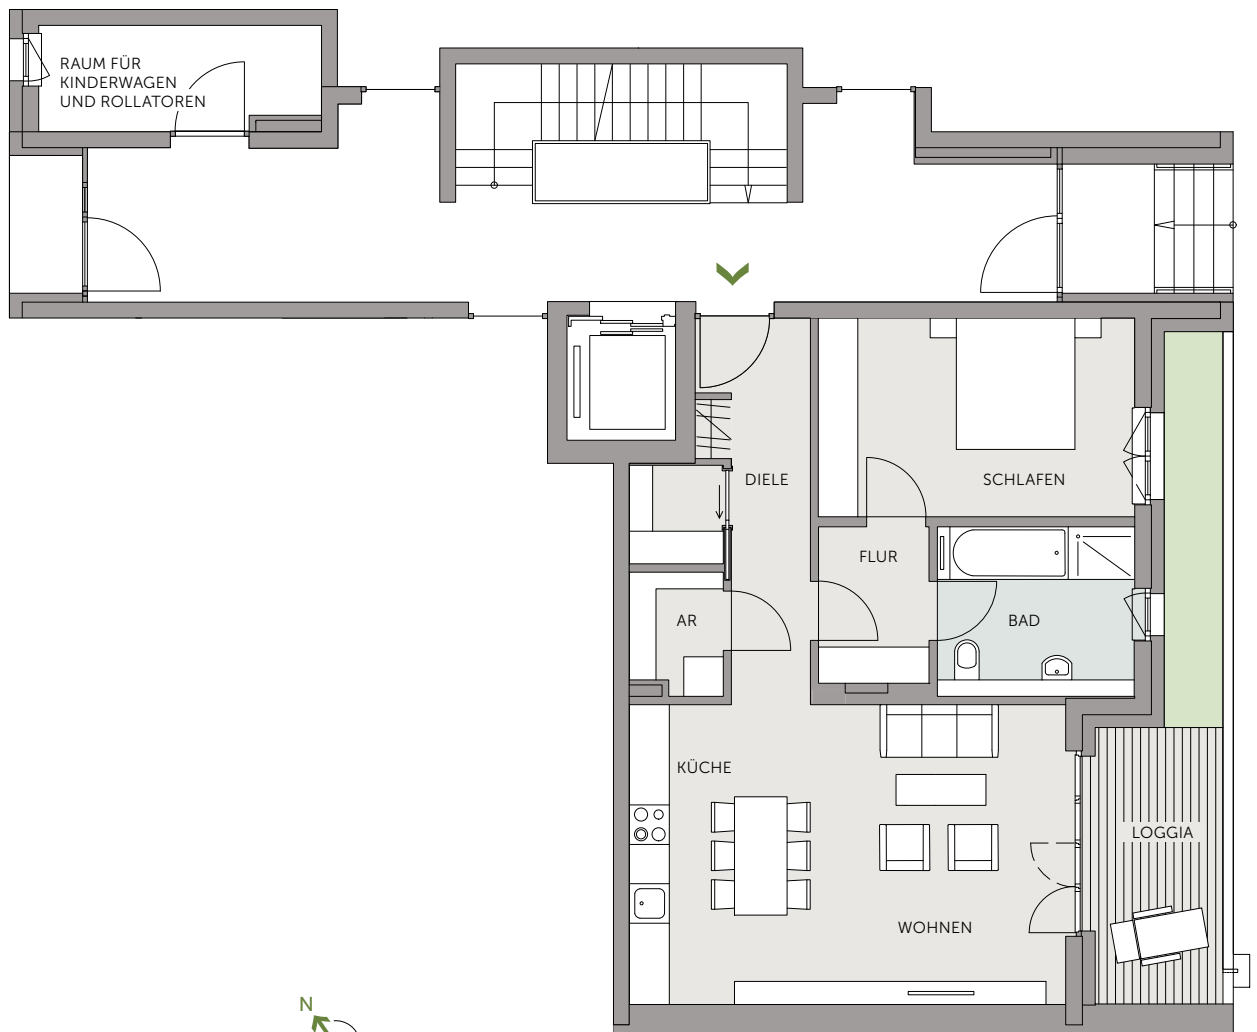 RAUM FÜR
KINDERWAGEN
UND ROLLATOREN
DIELE
SCHLAFEN
FLUR
AR
BAD
KÜCHE
LOGGIA
WOHNEN
N